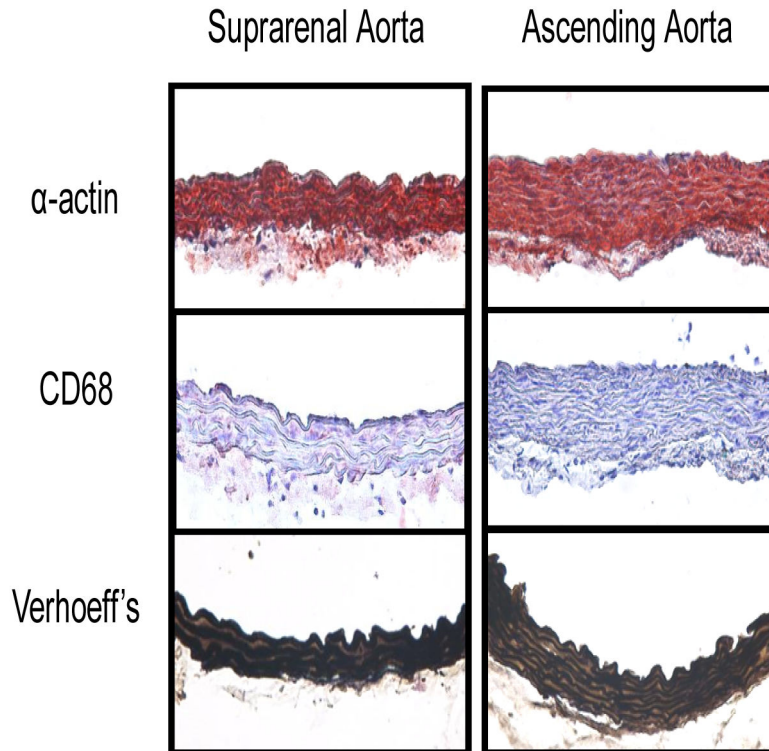 Suprarenal Aorta
Ascending Aorta
α-actin
CD68
Verhoeff's